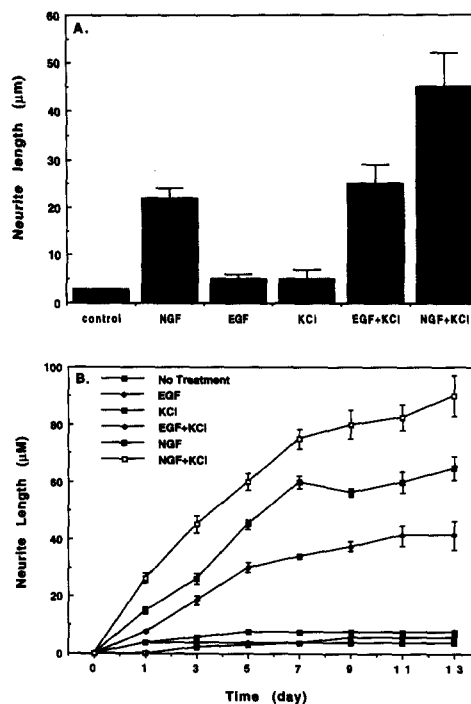 A.
Neurite length (μm)
60
50
40
30
20
10
0
control NGF EGF KCl EGF+KCl NGF+KCl
B.
No Treatment
EGF
KCl
EGF+KCl
NGF
NGF+KCl
Neurite Length (μM)
100
80
60
40
20
0
0 1 3 5 7 9 11 13
Time (day)